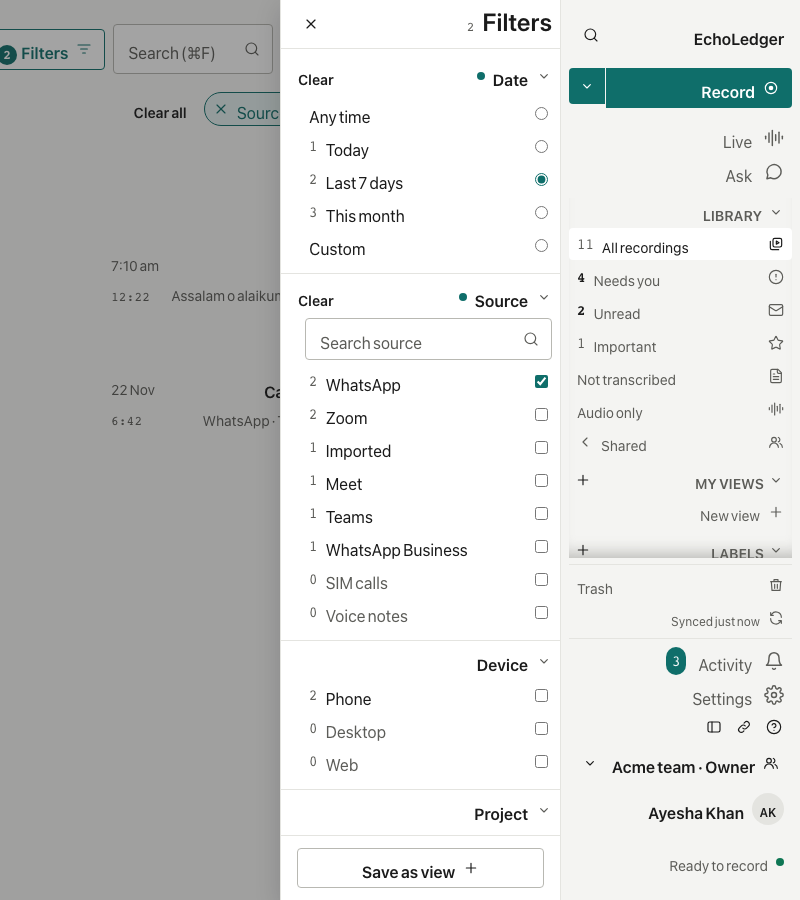 EchoLedger
Record
Live
Ask
LIBRARY
11 All recordings
4 Needs you
2 Unread
1 Important
Not transcribed
Audio only
Shared
MY VIEWS
New view
LABELS
Trash
Synced just now
3 Activity
Settings
Acme team · Owner
Ayesha Khan AK
Ready to record
2 Filters
Clear Date
Any time
1 Today
2 Last 7 days
3 This month
Custom
Clear Source
Search source
2 WhatsApp
2 Zoom
1 Imported
1 Meet
1 Teams
1 WhatsApp Business
0 SIM calls
0 Voice notes
Device
2 Phone
0 Desktop
0 Web
Project
Save as view
2 Filters
Search (⌘F)
Clear all
Sourc
7:10 am
12:22 Assalam o alaikun
22 Nov
6:42 WhatsApp ·